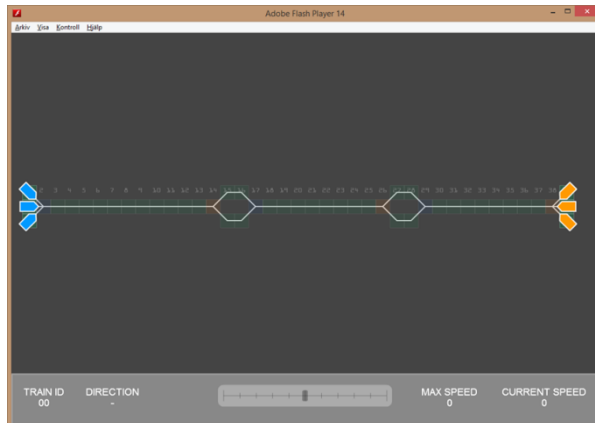 Adobe Flash Player 14
Arkiv Visa Kontroll Hjälp
2 3 4 5 6 7 8 9 10 11 12 13 14 17 18 19 20 21 22 23 24 25 26 29 30 31 32 33 34 35 36 37 38
TRAIN ID DIRECTION MAX SPEED CURRENT SPEED
00 - 0 0